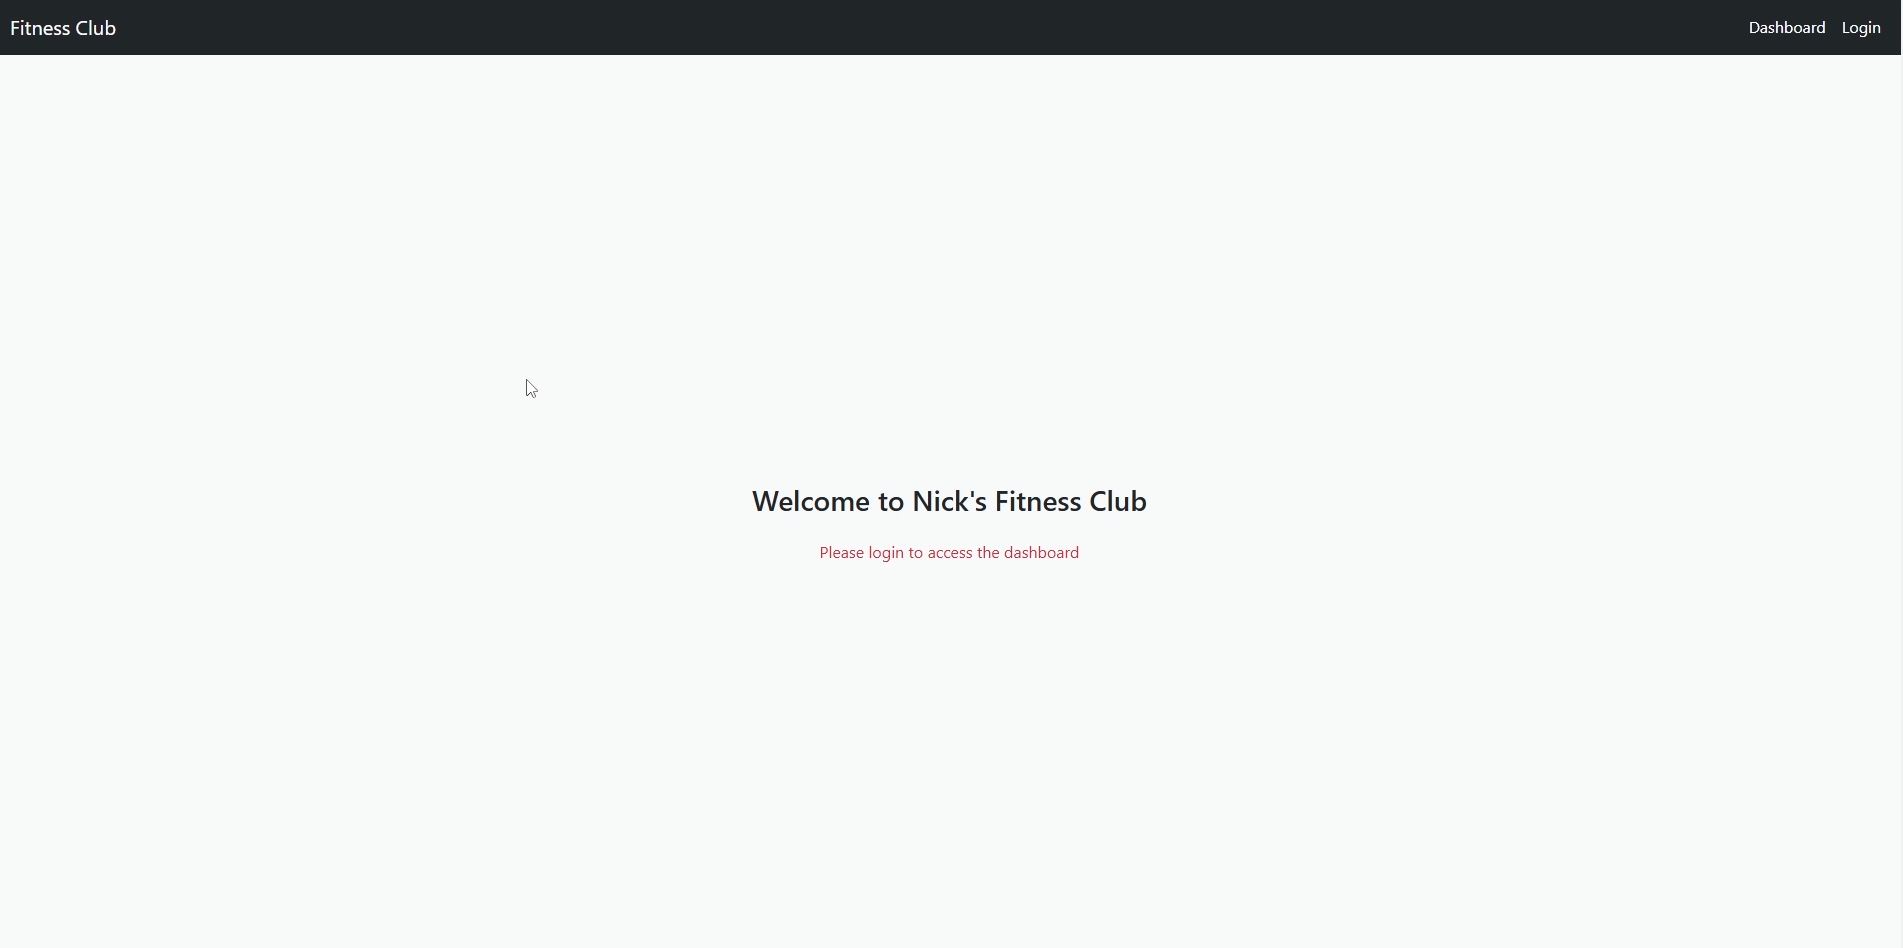 Fitness Club
Dashboard Login
Welcome to Nick's Fitness Club
Please login to access the dashboard